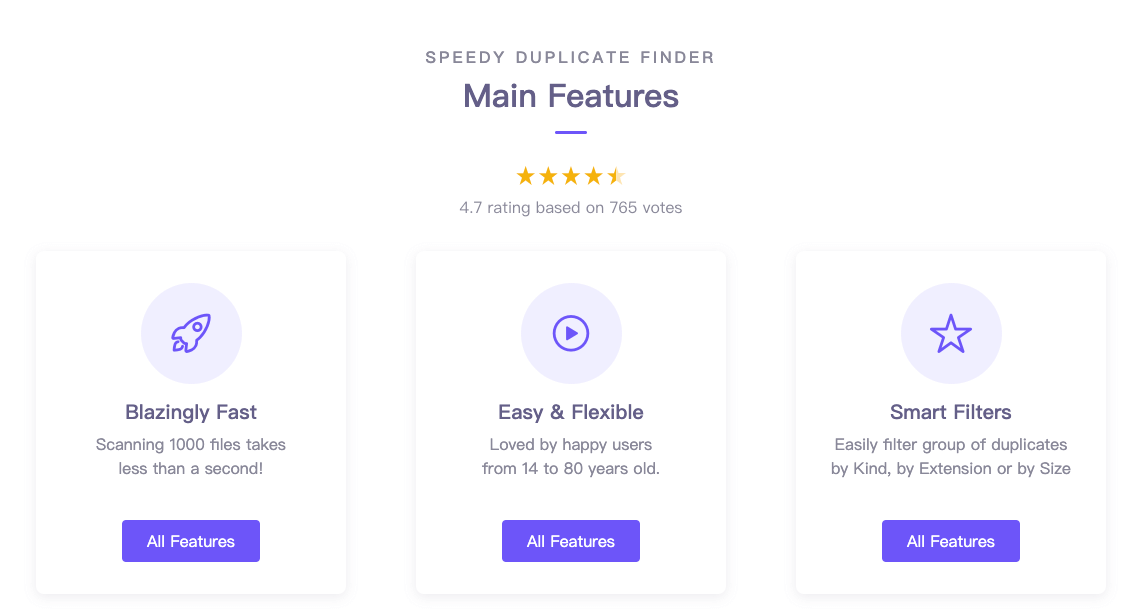 SPEEDY DUPLICATE FINDER
Main Features
4.7 rating based on 765 votes
Blazingly Fast
Scanning 1000 files takes
less than a second!
All Features
Easy & Flexible
Loved by happy users
from 14 to 80 years old.
All Features
Smart Filters
Easily filter group of duplicates
by Kind, by Extension or by Size
All Features